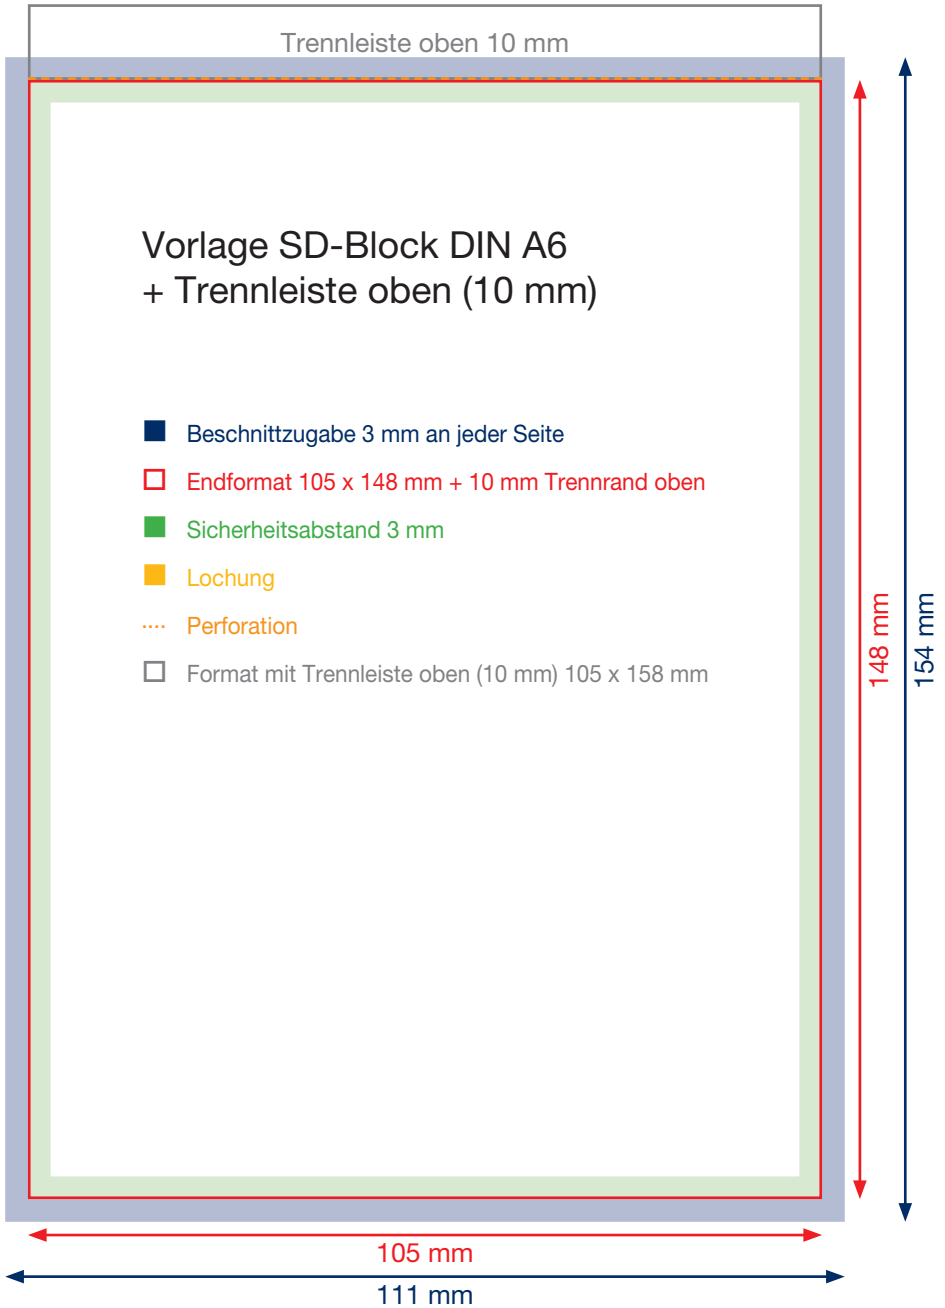 Trennleiste oben 10 mm
Vorlage SD-Block DIN A6
+ Trennleiste oben (10 mm)
Beschnittzugabe 3 mm an jeder Seite
Endformat 105 x 148 mm + 10 mm Trennrand oben
Sicherheitsabstand 3 mm
Lochung
Perforation
Format mit Trennleiste oben (10 mm) 105 x 158 mm
148 mm
154 mm
105 mm
111 mm